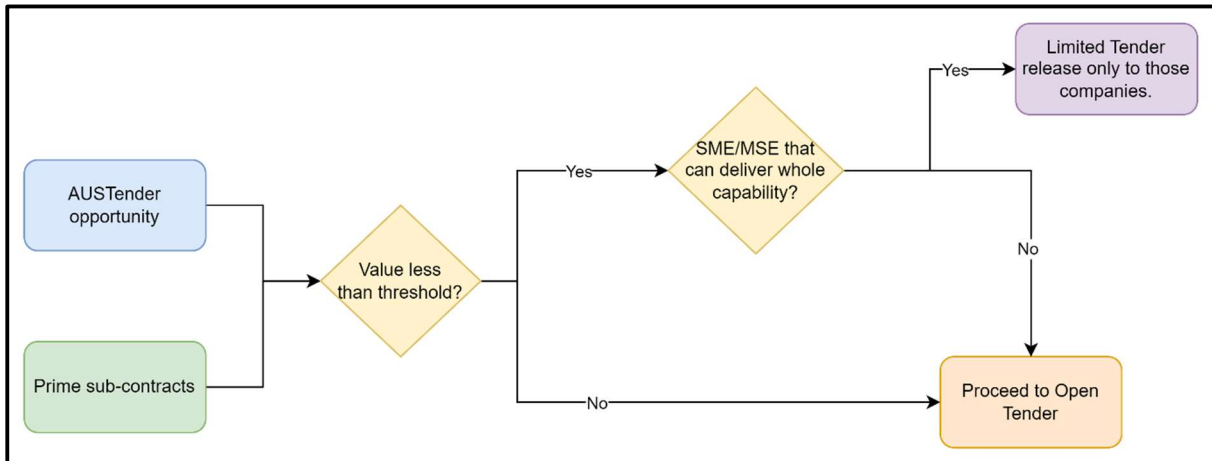 AUSTender
opportunity
Prime sub-contracts
Value less
than threshold?
Yes
No
SME/MSE that
can deliver whole
capability?
Yes
No
Limited Tender
release only to those
companies.
Proceed to Open
Tender